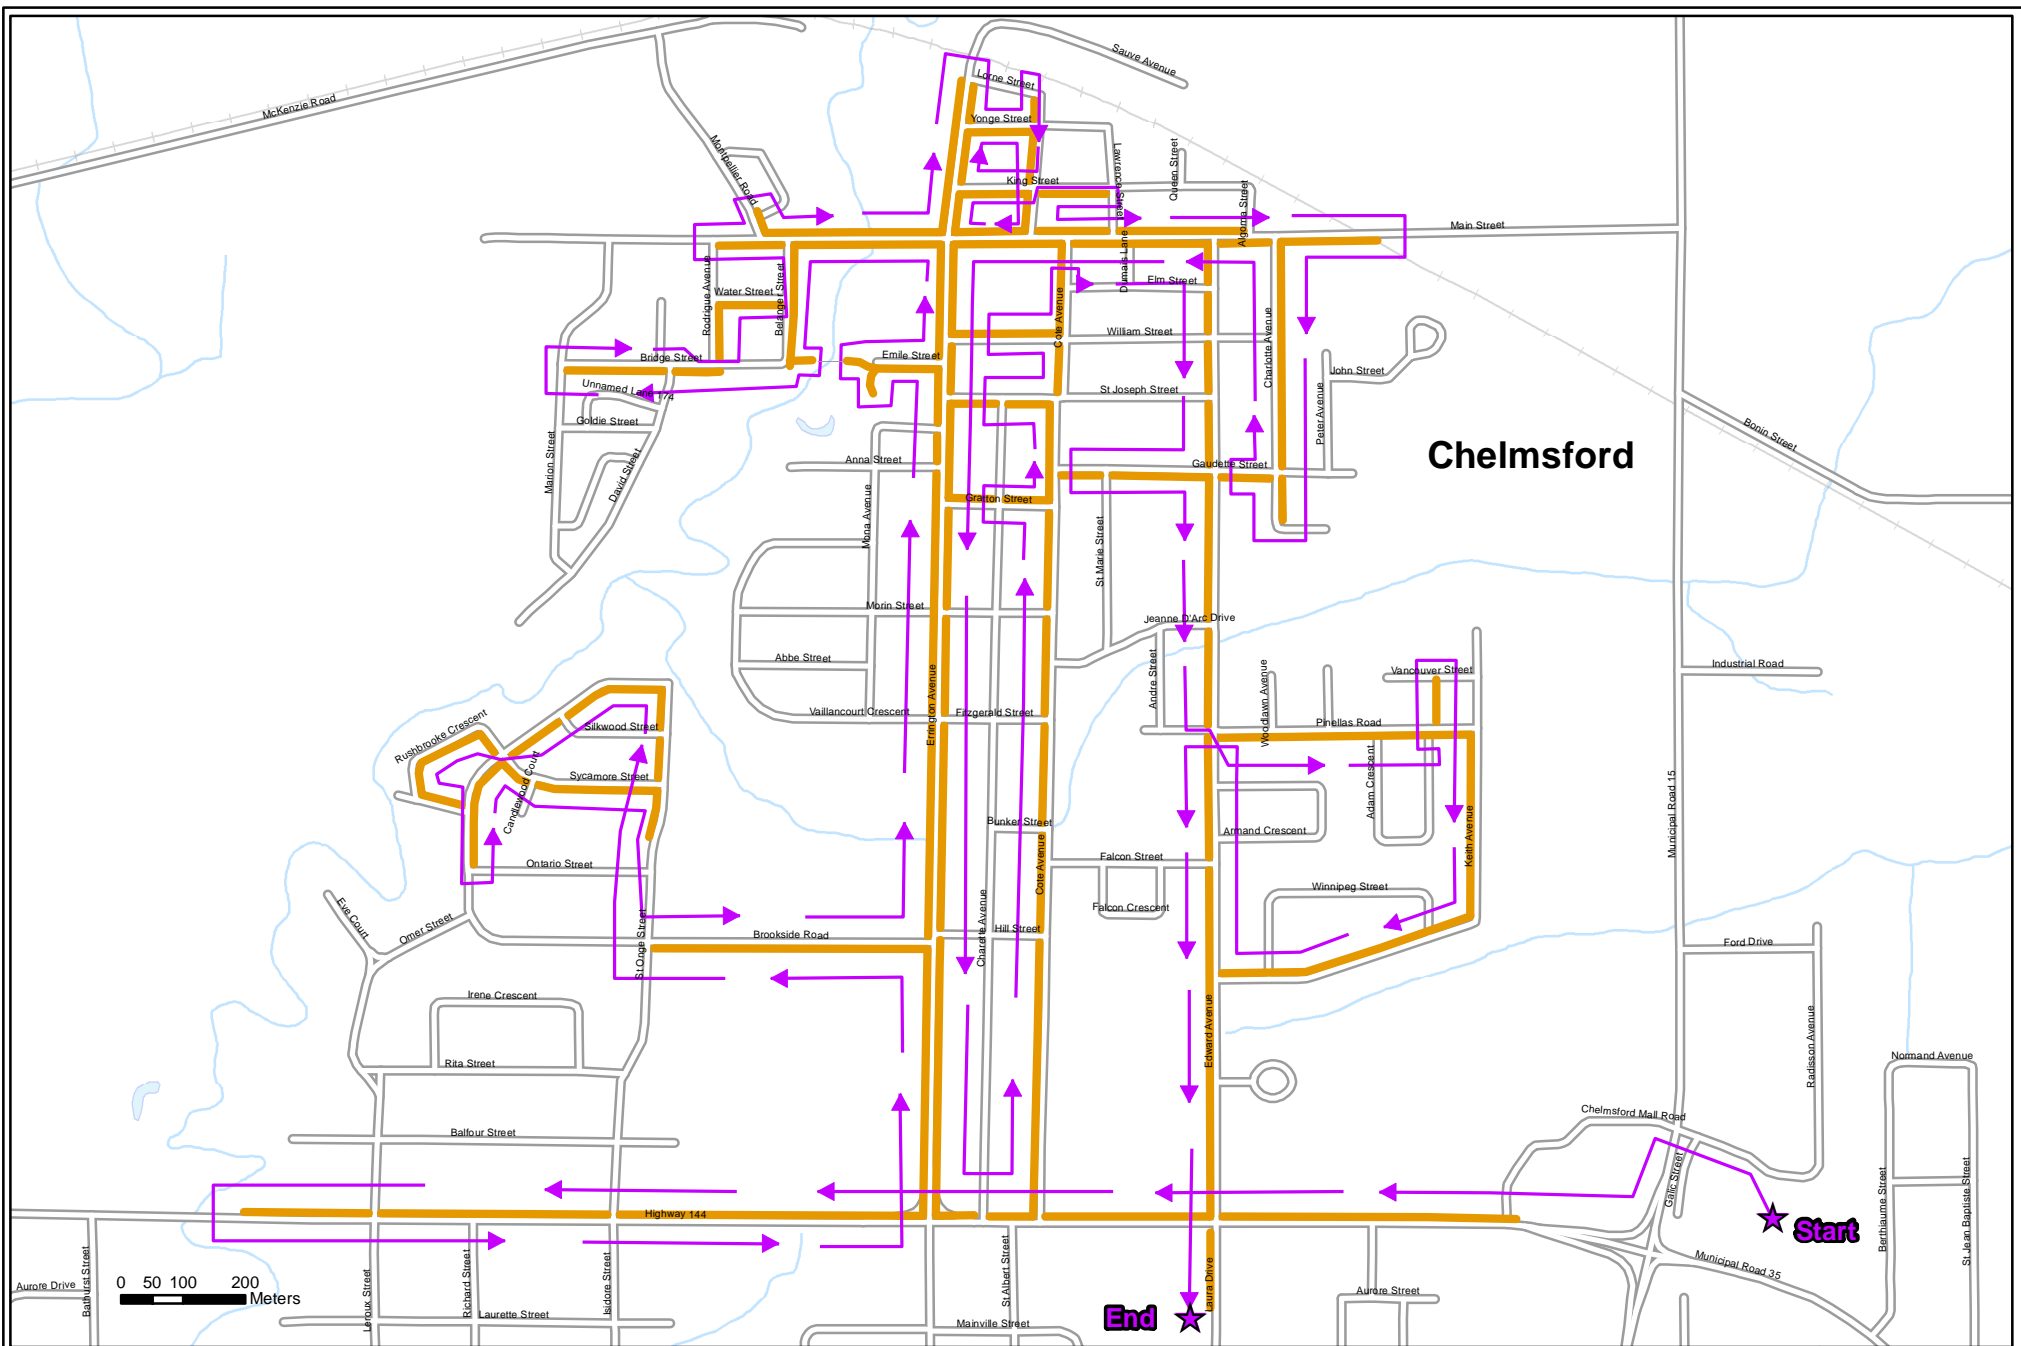 Sauve Avenue
Lorne Street
McKenzie Road
Yonge Street
Montpellier Road
Lawrence Street
Queen Street
King Street
Algoma Street
Main Street
Rodrigue Avenue
Belanger Street
Dumais Lane
Elm Street
Water Street
Cote Avenue
William Street
Charlotte Avenue
Emile Street
Bridge Street
John Street
Unnamed Lane 174
St Joseph Street
Peter Avenue
Goldie Street
Bonin Street
Chelmsford
Marion Street
David Street
Anna Street
Gaudette Street
Gratton Street
Mona Avenue
St Marie Street
Morin Street
Jeanne D'Arc Drive
Abbe Street
Andre Street
Woodlawn Avenue
Vancouver Street
Industrial Road
Errington Avenue
Vaillancourt Crescent
Fitzgerald Street
Pinellas Road
Rushbrooke Crescent
Silkwood Street
Candlewood Court
Sycamore Street
Adam Crescent
Municipal Road 15
Bunker Street
Armand Crescent
Keith Avenue
Ontario Street
Cote Avenue
Falcon Street
Winnipeg Street
Eve Court
Omer Street
Falcon Crescent
St Onge Street
Brookside Road
Charette Avenue
Hill Street
Ford Drive
Irene Crescent
Edward Avenue
Radisson Avenue
Normand Avenue
Rita Street
Chelmsford Mall Road
Balfour Street
Galic Street
Berthiaume Street
St Jean Baptiste Street
Highway 144
Start
Municipal Road 35
Bathurst Street
Leroux Street
Richard Street
Isidore Street
St Albert Street
Laura Drive
Aurore Drive
0 50 100 200
Meters
Aurore Street
Laurette Street
Mainville Street
End